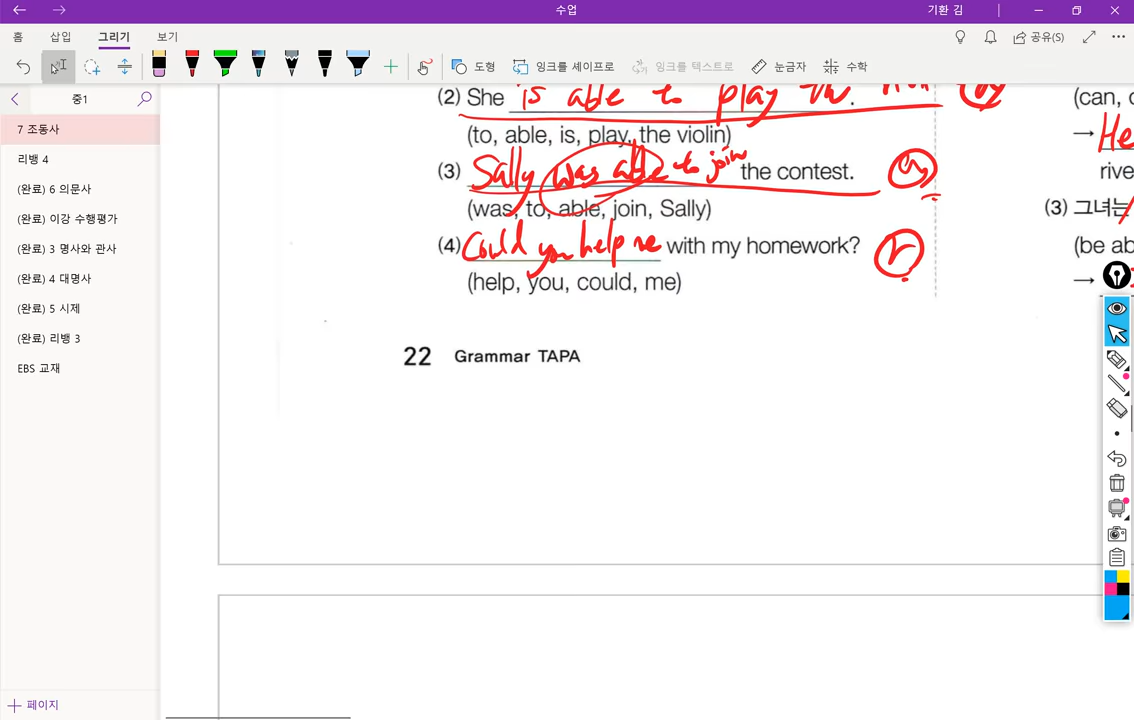 수업
기환 김
홈 삽입 그리기 보기
공유(S)
도형 잉크를 셰이프로 잉크를 텍스트로 눈금자 수학
중1
7 조동사
리뱅 4
(완료) 6 의문사
(완료) 이강 수행평가
(완료) 3 명사와 관사
(완료) 4 대명사
(완료) 5 시제
(완료) 리뱅 3
EBS 교재
페이지
(2) She is able to play the .
(to, able, is, play, the violin)
(3) Sally was able to join the contest.
(was, to, able, join, Sally)
(4) Could you help me with my homework?
(help, you, could, me)
22 Grammar TAPA
(can, c
→ He
rive
(3) 그녀는
(be ab
→